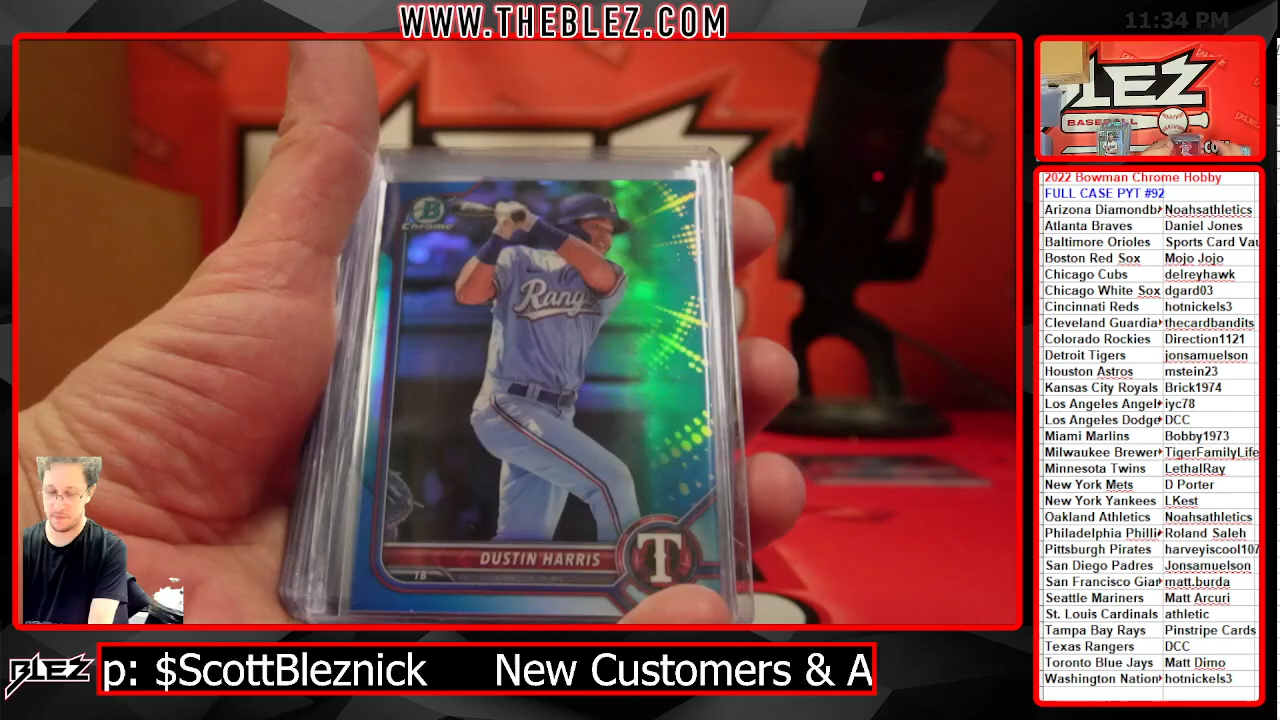 WWW.THEBLEZ.COM
11:34 PM
B
Chrome
Range
DUSTIN HARRIS
1B
T
BLEZ
BASEBALL
.COM
2022 Bowman Chrome Hobby
FULL CASE PYT #92
Arizona Diamondb Noahsathletics
Atlanta Braves Daniel Jones
Baltimore Orioles Sports Card Vau
Boston Red Sox Mojo Jojo
Chicago Cubs delreyhawk
Chicago White Sox dgard03
Cincinnati Reds hotnickels3
Cleveland Guardia thecardbandits
Colorado Rockies Direction1121
Detroit Tigers jonsamuelson
Houston Astros mstein23
Kansas City Royals Brick1974
Los Angeles Angel iyc78
Los Angeles Dodge DCC
Miami Marlins Bobby1973
Milwaukee Brewer TigerFamilyLife
Minnesota Twins LethalRay
New York Mets D Porter
New York Yankees LKest
Oakland Athletics Noahsathletics
Philadelphia Philli Roland Saleh
Pittsburgh Pirates harveyiscool107
San Diego Padres Jonsamuelson
San Francisco Giar matt.burda
Seattle Mariners Matt Arcuri
St. Louis Cardinals athletic
Tampa Bay Rays Pinstripe Cards
Texas Rangers DCC
Toronto Blue Jays Matt Dimo
Washington Nation hotnickels3
BLEZ
p: $ScottBleznick New Customers & A